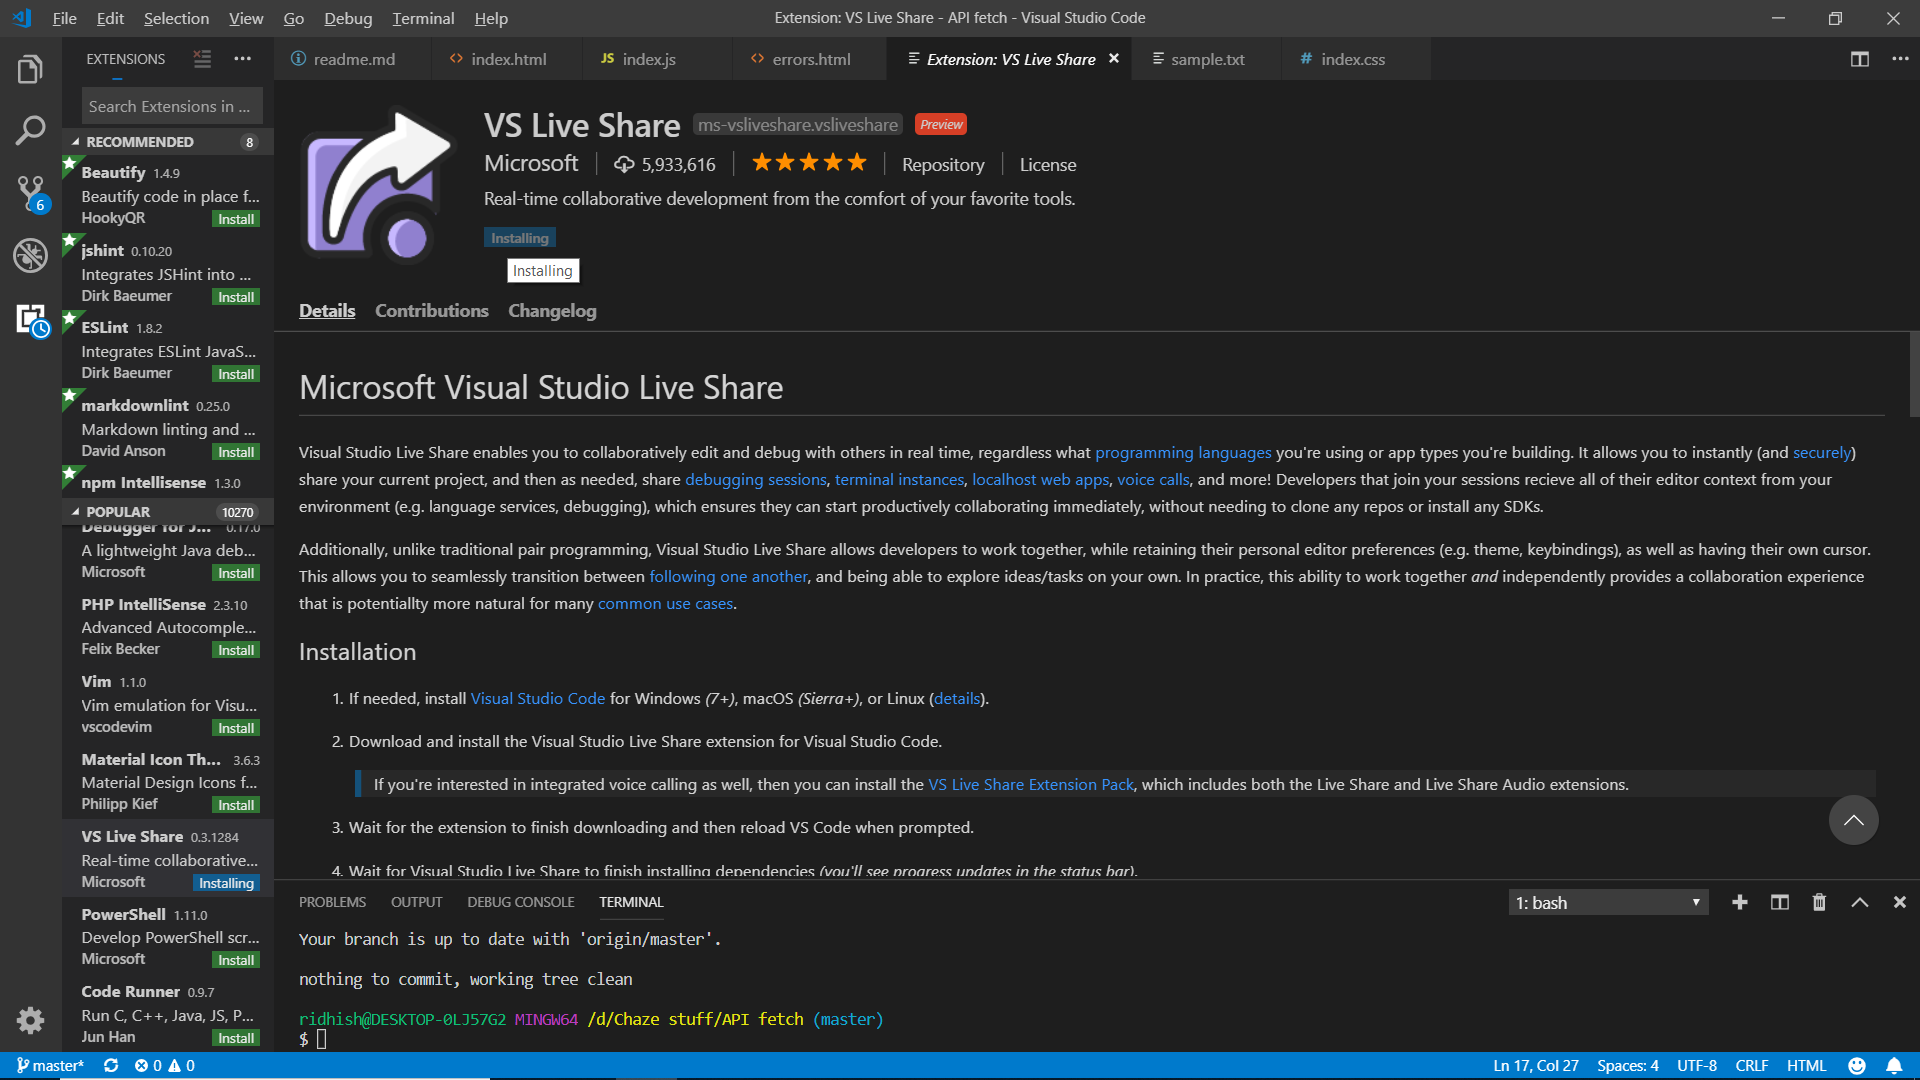 File Edit Selection View Go Debug Terminal Help
Extension: VS Live Share - API fetch - Visual Studio Code
EXTENSIONS
readme.md
index.html
JS index.js
errors.html
Extension: VS Live Share
sample.txt
# index.css
Search Extensions in ...
RECOMMENDED 8
Beautify 1.4.9
Beautify code in place f...
HookyQR Install
jshint 0.10.20
Integrates JSHint into ...
Dirk Baeumer Install
ESLint 1.8.2
Integrates ESLint JavaS...
Dirk Baeumer Install
markdownlint 0.25.0
Markdown linting and ...
David Anson Install
npm Intellisense 1.3.0
6
POPULAR 10270
Debugger for J... 0.17.0
A lightweight Java deb...
Microsoft Install
PHP IntelliSense 2.3.10
Advanced Autocomple...
Felix Becker Install
Vim 1.1.0
Vim emulation for Visu...
vscodevim Install
Material Icon Th... 3.6.3
Material Design Icons f...
Philipp Kief Install
VS Live Share 0.3.1284
Real-time collaborative...
Microsoft Installing
PowerShell 1.11.0
Develop PowerShell scr...
Microsoft Install
Code Runner 0.9.7
Run C, C++, Java, JS, P...
Jun Han Install
VS Live Share ms-vsliveshare.vsliveshare Preview
Microsoft 5,933,616 Repository License
Real-time collaborative development from the comfort of your favorite tools.
Installing
Installing
Details Contributions Changelog
Microsoft Visual Studio Live Share
Visual Studio Live Share enables you to collaboratively edit and debug with others in real time, regardless what programming languages you're using or app types you're building. It allows you to instantly (and securely)
share your current project, and then as needed, share debugging sessions, terminal instances, localhost web apps, voice calls, and more! Developers that join your sessions recieve all of their editor context from your
environment (e.g. language services, debugging), which ensures they can start productively collaborating immediately, without needing to clone any repos or install any SDKs.
Additionally, unlike traditional pair programming, Visual Studio Live Share allows developers to work together, while retaining their personal editor preferences (e.g. theme, keybindings), as well as having their own cursor.
This allows you to seamlessly transition between following one another, and being able to explore ideas/tasks on your own. In practice, this ability to work together and independently provides a collaboration experience
that is potentiallty more natural for many common use cases.
Installation
1. If needed, install Visual Studio Code for Windows (7+), macOS (Sierra+), or Linux (details).
2. Download and install the Visual Studio Live Share extension for Visual Studio Code.
If you're interested in integrated voice calling as well, then you can install the VS Live Share Extension Pack, which includes both the Live Share and Live Share Audio extensions.
3. Wait for the extension to finish downloading and then reload VS Code when prompted.
4. Wait for Visual Studio Live Share to finish installing dependencies (you'll see progress updates in the status bar).
PROBLEMS OUTPUT DEBUG CONSOLE TERMINAL
1: bash
Your branch is up to date with 'origin/master'.
nothing to commit, working tree clean
ridhish@DESKTOP-0LJ57G2 MINGW64 /d/Chaze stuff/API fetch (master)
$
master* 0 0
Ln 17, Col 27 Spaces: 4 UTF-8 CRLF HTML